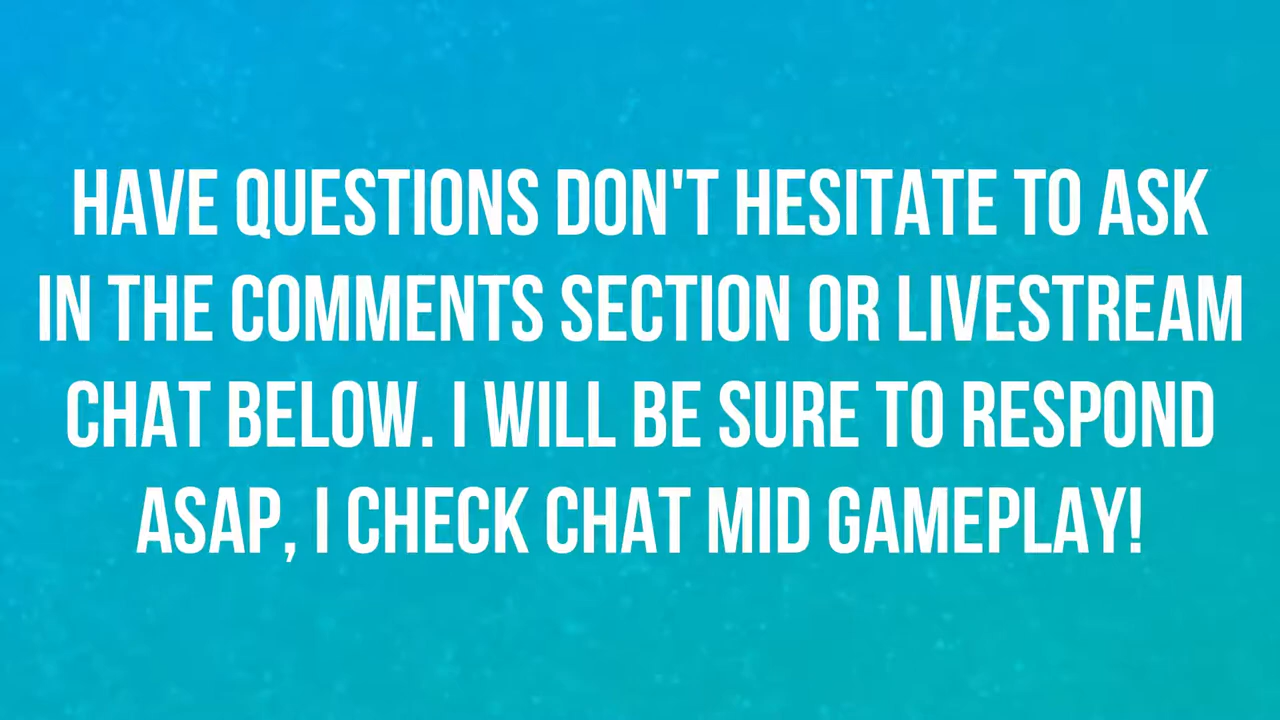 HAVE QUESTIONS DON'T HESITATE TO ASK
IN THE COMMENTS SECTION OR LIVESTREAM
CHAT BELOW. I WILL BE SURE TO RESPOND
ASAP, I CHECK CHAT MID GAMEPLAY!